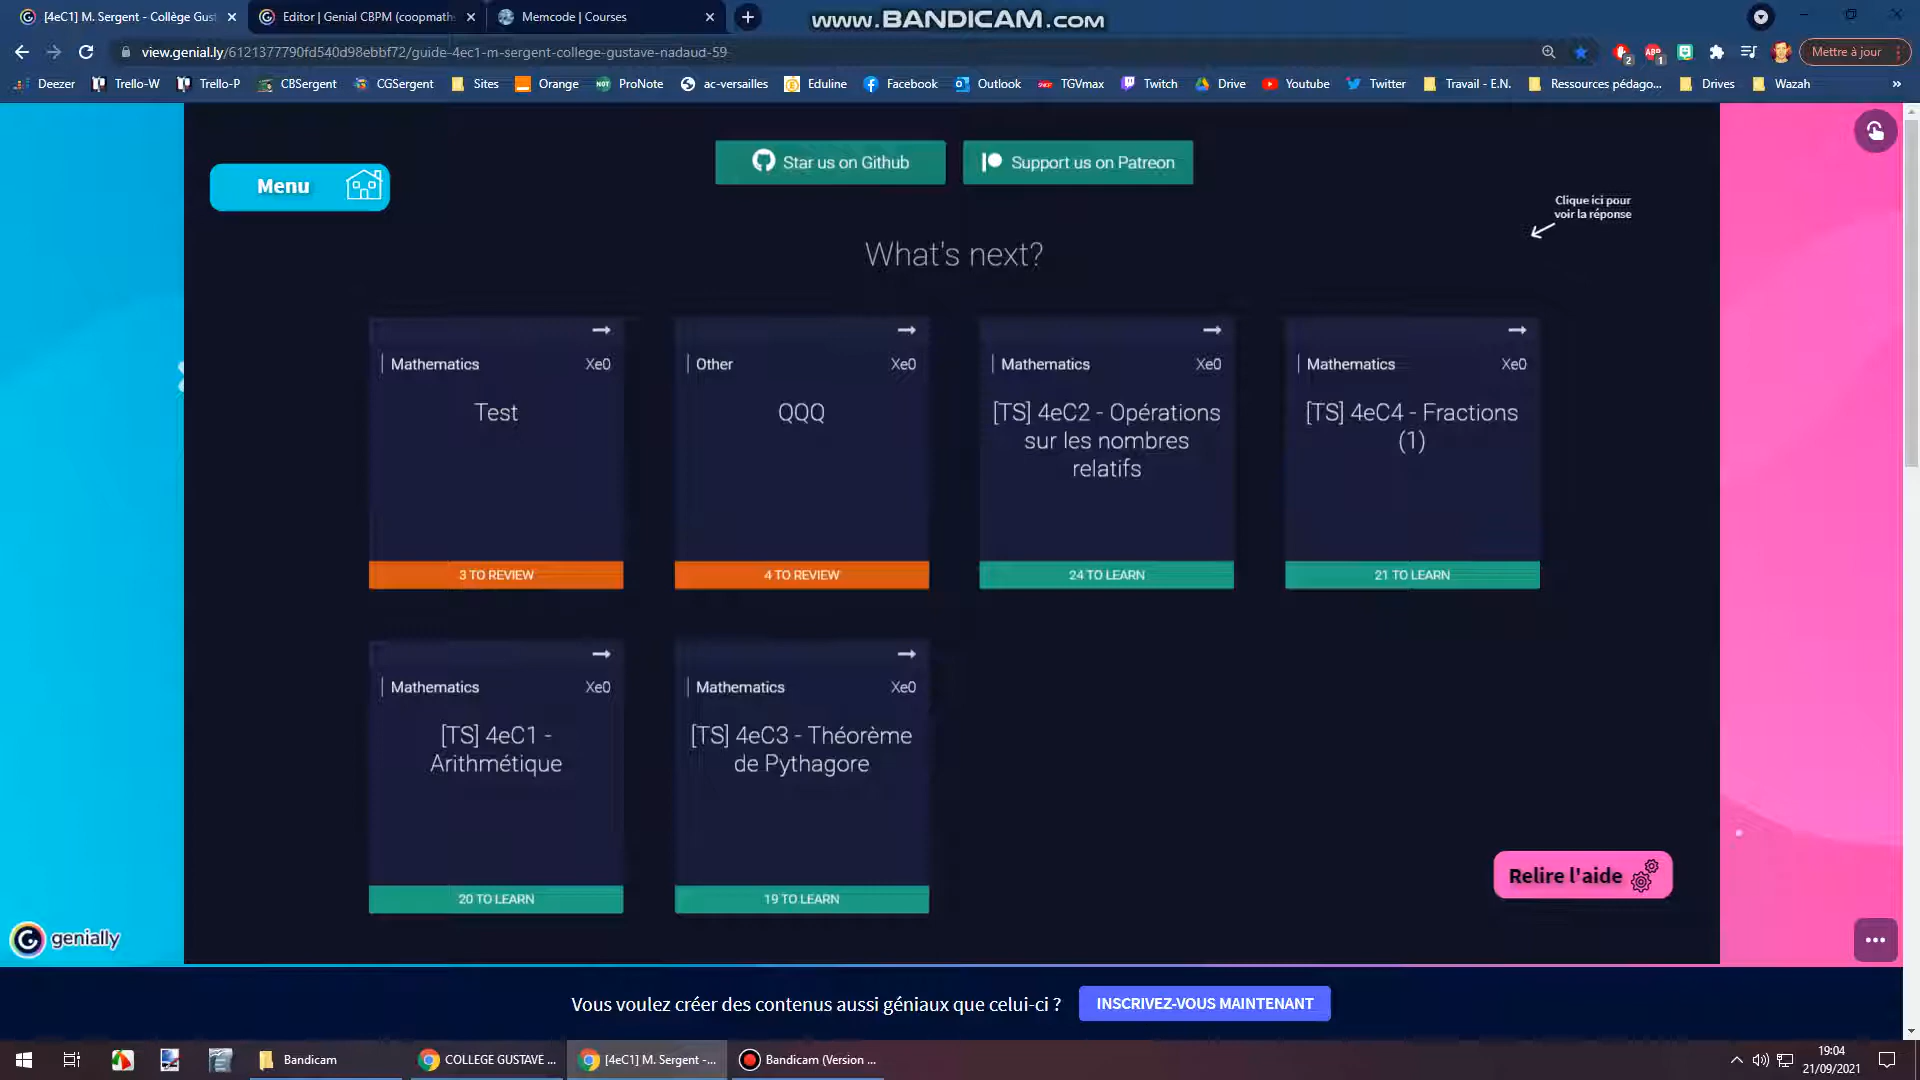 [4eC1] M. Sergent - Collège Gust
Editor | Genial CBPM (coopmaths
Memcode | Courses
www.BANDICAM.com
view.genial.ly/6121377790fd540d98ebbf72/guide-4ec1-m-sergent-college-gustave-nadaud-59
2
1
Mettre à jour
Deezer
Trello-W
Trello-P
CBSergent
CGSergent
Sites
Orange
ProNote
ac-versailles
Eduline
Facebook
Outlook
TGVmax
Twitch
Drive
Youtube
Twitter
Travail - E.N.
Ressources pédago...
Drives
Wazah
»
Menu
Star us on Github
Support us on Patreon
Clique ici pour
voir la réponse
What's next?
Mathematics
Xe0
Test
3 TO REVIEW
Other
Xe0
QQQ
4 TO REVIEW
Mathematics
Xe0
[TS] 4eC2 - Opérations
sur les nombres
relatifs
24 TO LEARN
Mathematics
Xe0
[TS] 4eC4 - Fractions
(1)
21 TO LEARN
Mathematics
Xe0
[TS] 4eC1 -
Arithmétique
20 TO LEARN
Mathematics
Xe0
[TS] 4eC3 - Théorème
de Pythagore
19 TO LEARN
Relire l'aide
genially
Vous voulez créer des contenus aussi géniaux que celui-ci ?
INSCRIVEZ-VOUS MAINTENANT
Bandicam
COLLEGE GUSTAVE ...
[4eC1] M. Sergent -...
Bandicam (Version ...
19:04
21/09/2021